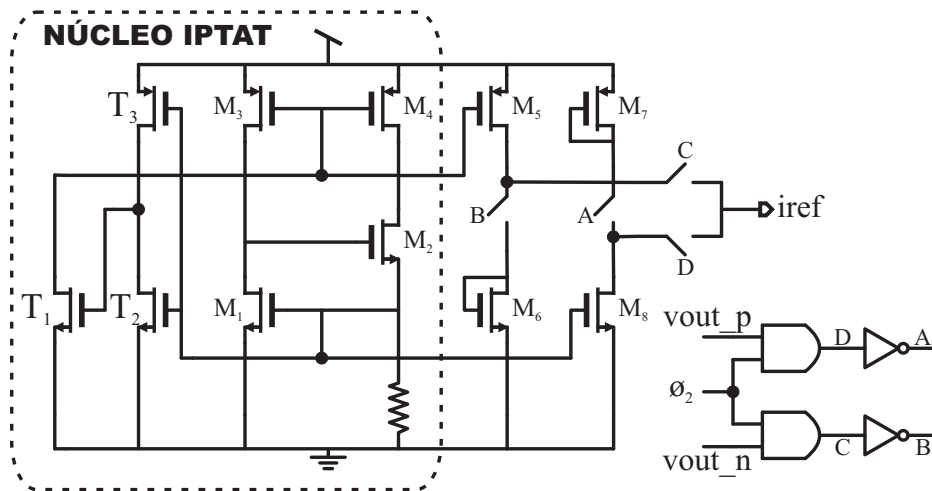 NÚCLEO IPTAT
T₃
M₃
M₄
M₅
M₇
C
B
A
iref
M₂
D
T₁
T₂
M₁
M₆
M₈
vout_p
D
A
ø₂
vout_n
C
B